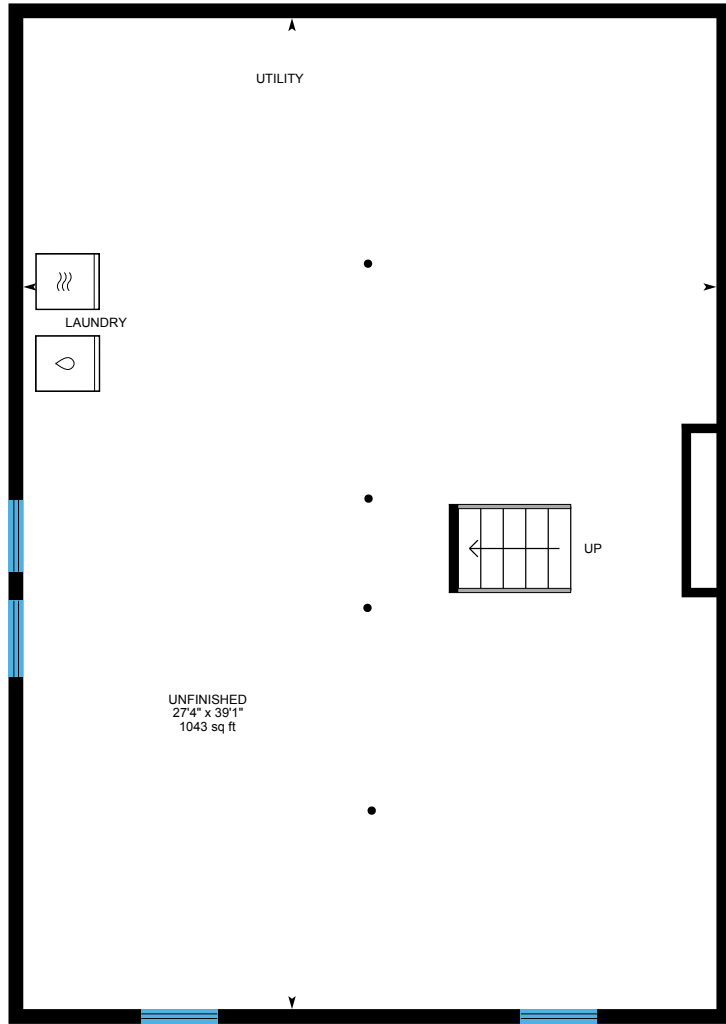 UTILITY
LAUNDRY
UP
UNFINISHED
27'4" x 39'1"
1043 sq ft